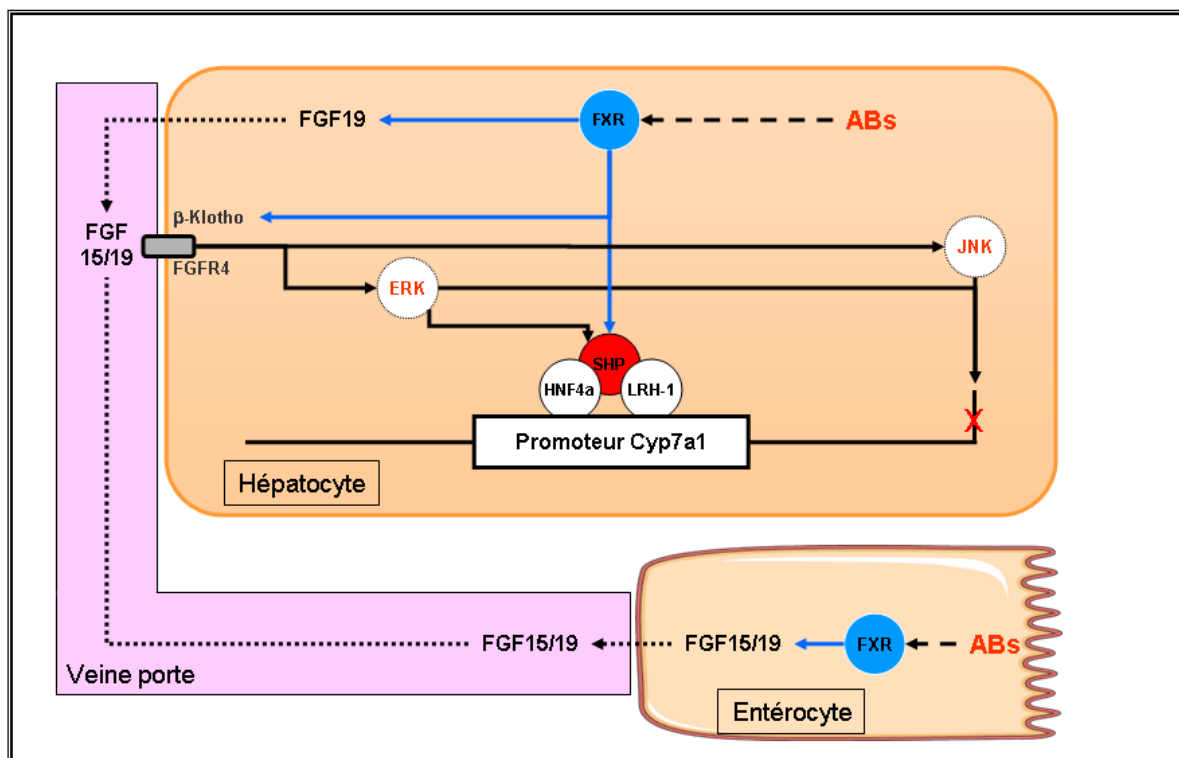 FGF19
FXR
ABs
β-Klotho
FGF
15/19
FGFR4
JNK
ERK
SHP
HNF4a
LRH-1
Promoteur Cyp7a1
X
Hépatocyte
FGF15/19
FGF15/19
FXR
ABs
Veine porte
Entérocyte